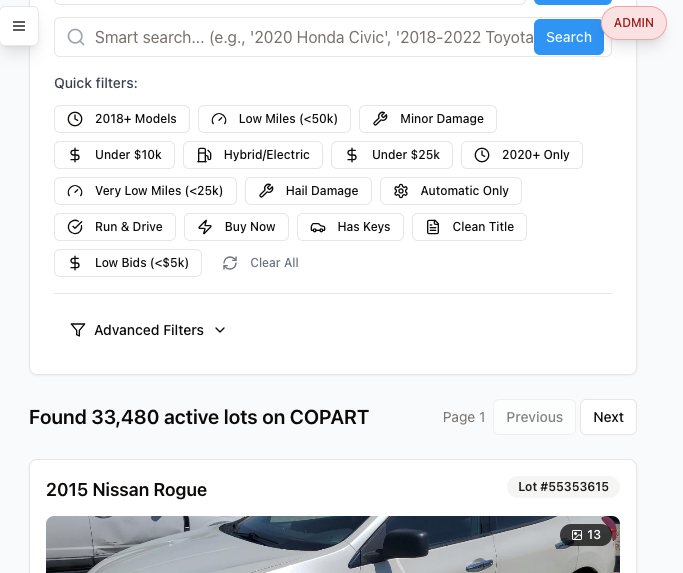 ADMIN
Smart search... (e.g., '2020 Honda Civic', '2018-2022 Toyota
Search
Quick filters:
2018+ Models
Low Miles (<50k)
Minor Damage
Under $10k
Hybrid/Electric
Under $25k
2020+ Only
Very Low Miles (<25k)
Hail Damage
Automatic Only
Run & Drive
Buy Now
Has Keys
Clean Title
Low Bids (<$5k)
Clear All
Advanced Filters
Found 33,480 active lots on COPART
Page 1
Previous
Next
2015 Nissan Rogue
Lot #55353615
13